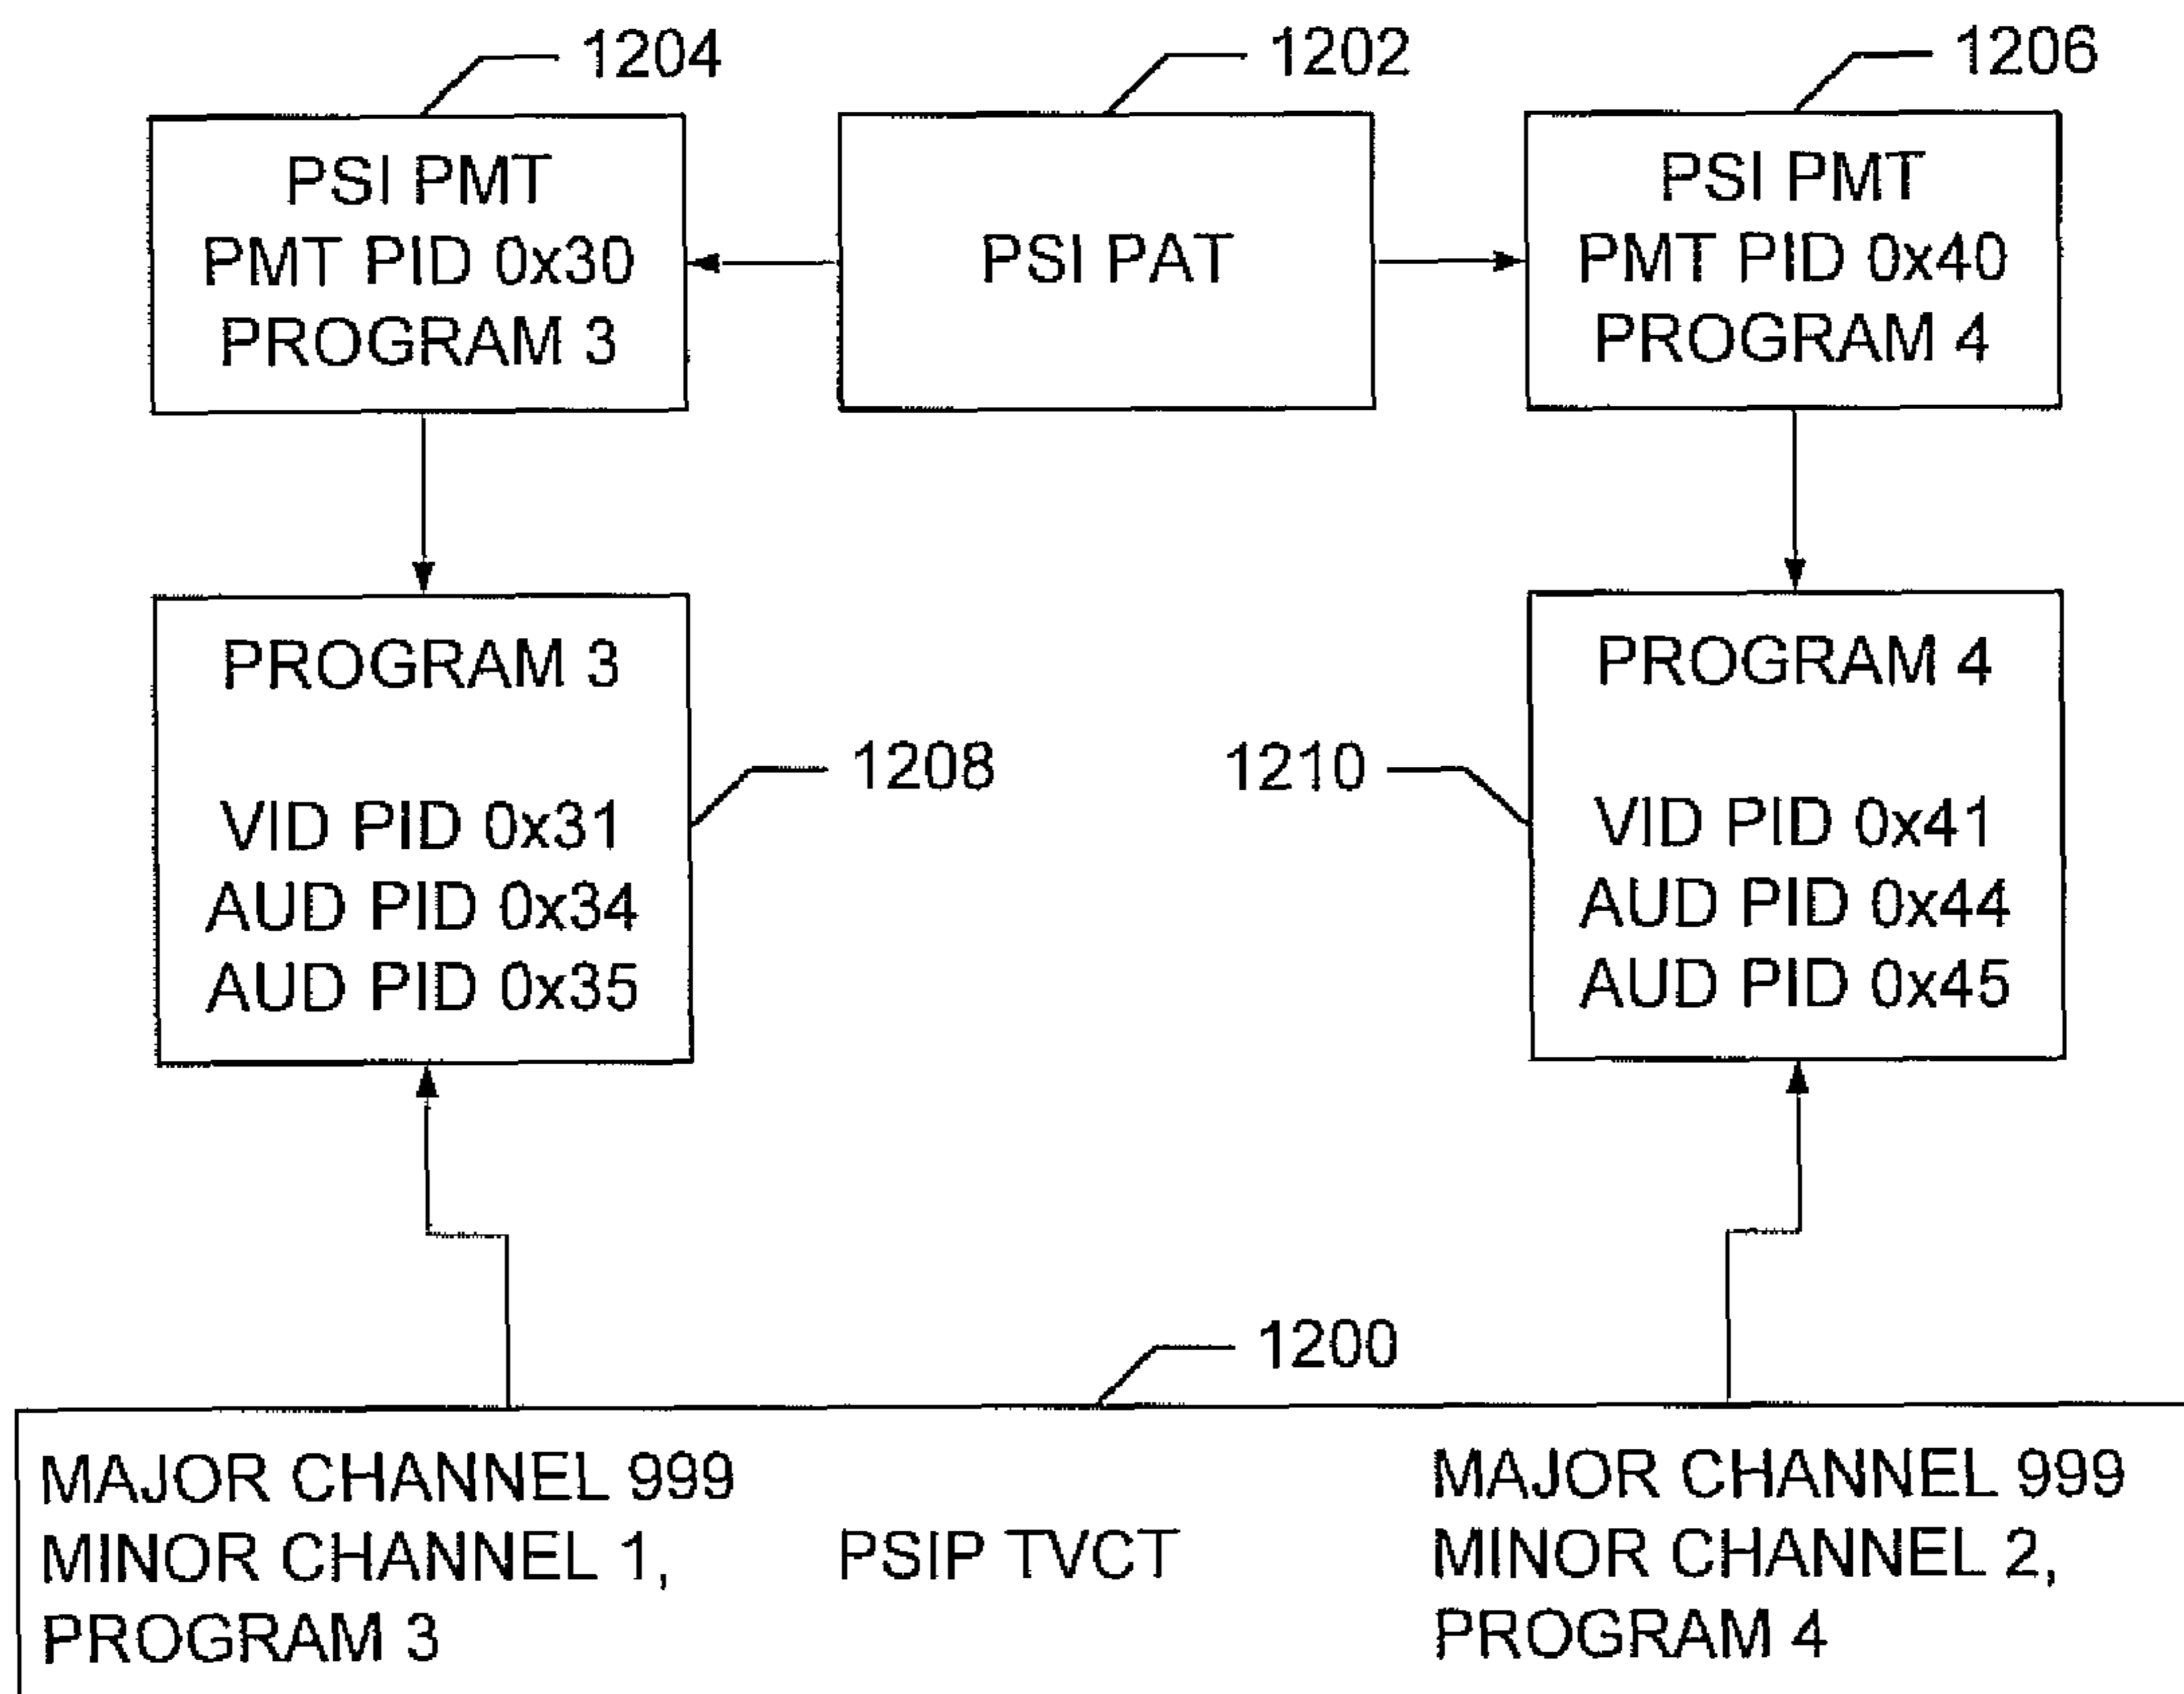 1204
1202
1206
PSI PMT
PMT PID 0x30
PROGRAM 3
PSI PAT
PSI PMT
PMT PID 0x40
PROGRAM 4
PROGRAM 3
VID PID 0x31
AUD PID 0x34
AUD PID 0x35
1208
1210
PROGRAM 4
VID PID 0x41
AUD PID 0x44
AUD PID 0x45
1200
MAJOR CHANNEL 999
MINOR CHANNEL 1,
PROGRAM 3
PSIP TVCT
MAJOR CHANNEL 999
MINOR CHANNEL 2,
PROGRAM 4